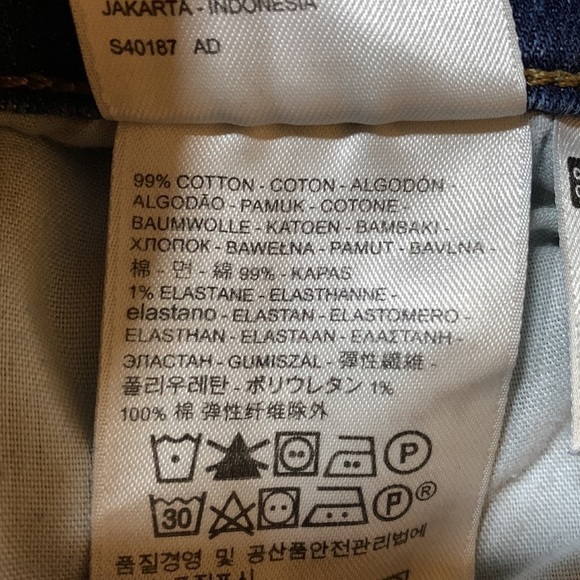 JAKARTA - INDONESIA
S40187 AD
99% COTTON - COTON - ALGODÓN -
ALGODÃO - PAMUK - COTONE -
BAUMWOLLE - KATOEN - BAMBAKI -
ХЛОПОК - BAWEŁNA - PAMUT - BAVLNA -
棉 - 면 - 綿 99% - KAPAS
1% ELASTANE - ELASTHANNE -
elastano - ELASTAN - ELASTOMERO -
ELASTHAN - ELASTAAN - ΕΛΑΣΤΑΝΗ -
ЭЛАСТАН - GUMISZÁL - 弹性纖維 -
폴리우레탄 - ポリウレタン 1%
100% 棉 弹性纤维除外
P
30 P ®
품질경영 및 공산품안전관리법에